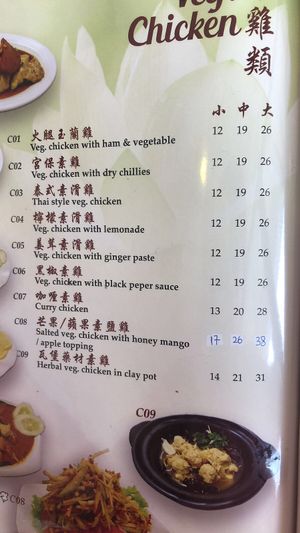 Chicken 雞
類
小 中 大
C01 火腿玉蘭雞 12 19 26
Veg. chicken with ham & vegetable
C02 宮保素雞 12 19 26
Veg. chicken with dry chillies
C03 泰式素滑雞 12 19 26
Thai style veg. chicken
C04 檸檬素滑雞 12 19 26
Veg. chicken with lemonade
C05 姜茸素滑雞 12 19 26
Veg. chicken with ginger paste
C06 黑椒素雞 12 19 26
Veg. chicken with black peper sauce
C07 咖喱素雞 13 20 28
Curry chicken
C08 芒果/蘋果素鹽雞 17 26 38
Salted veg. chicken with honey mango
/ apple topping
C09 瓦堡藥材素雞 14 21 31
Herbal veg. chicken in clay pot
C09
C08